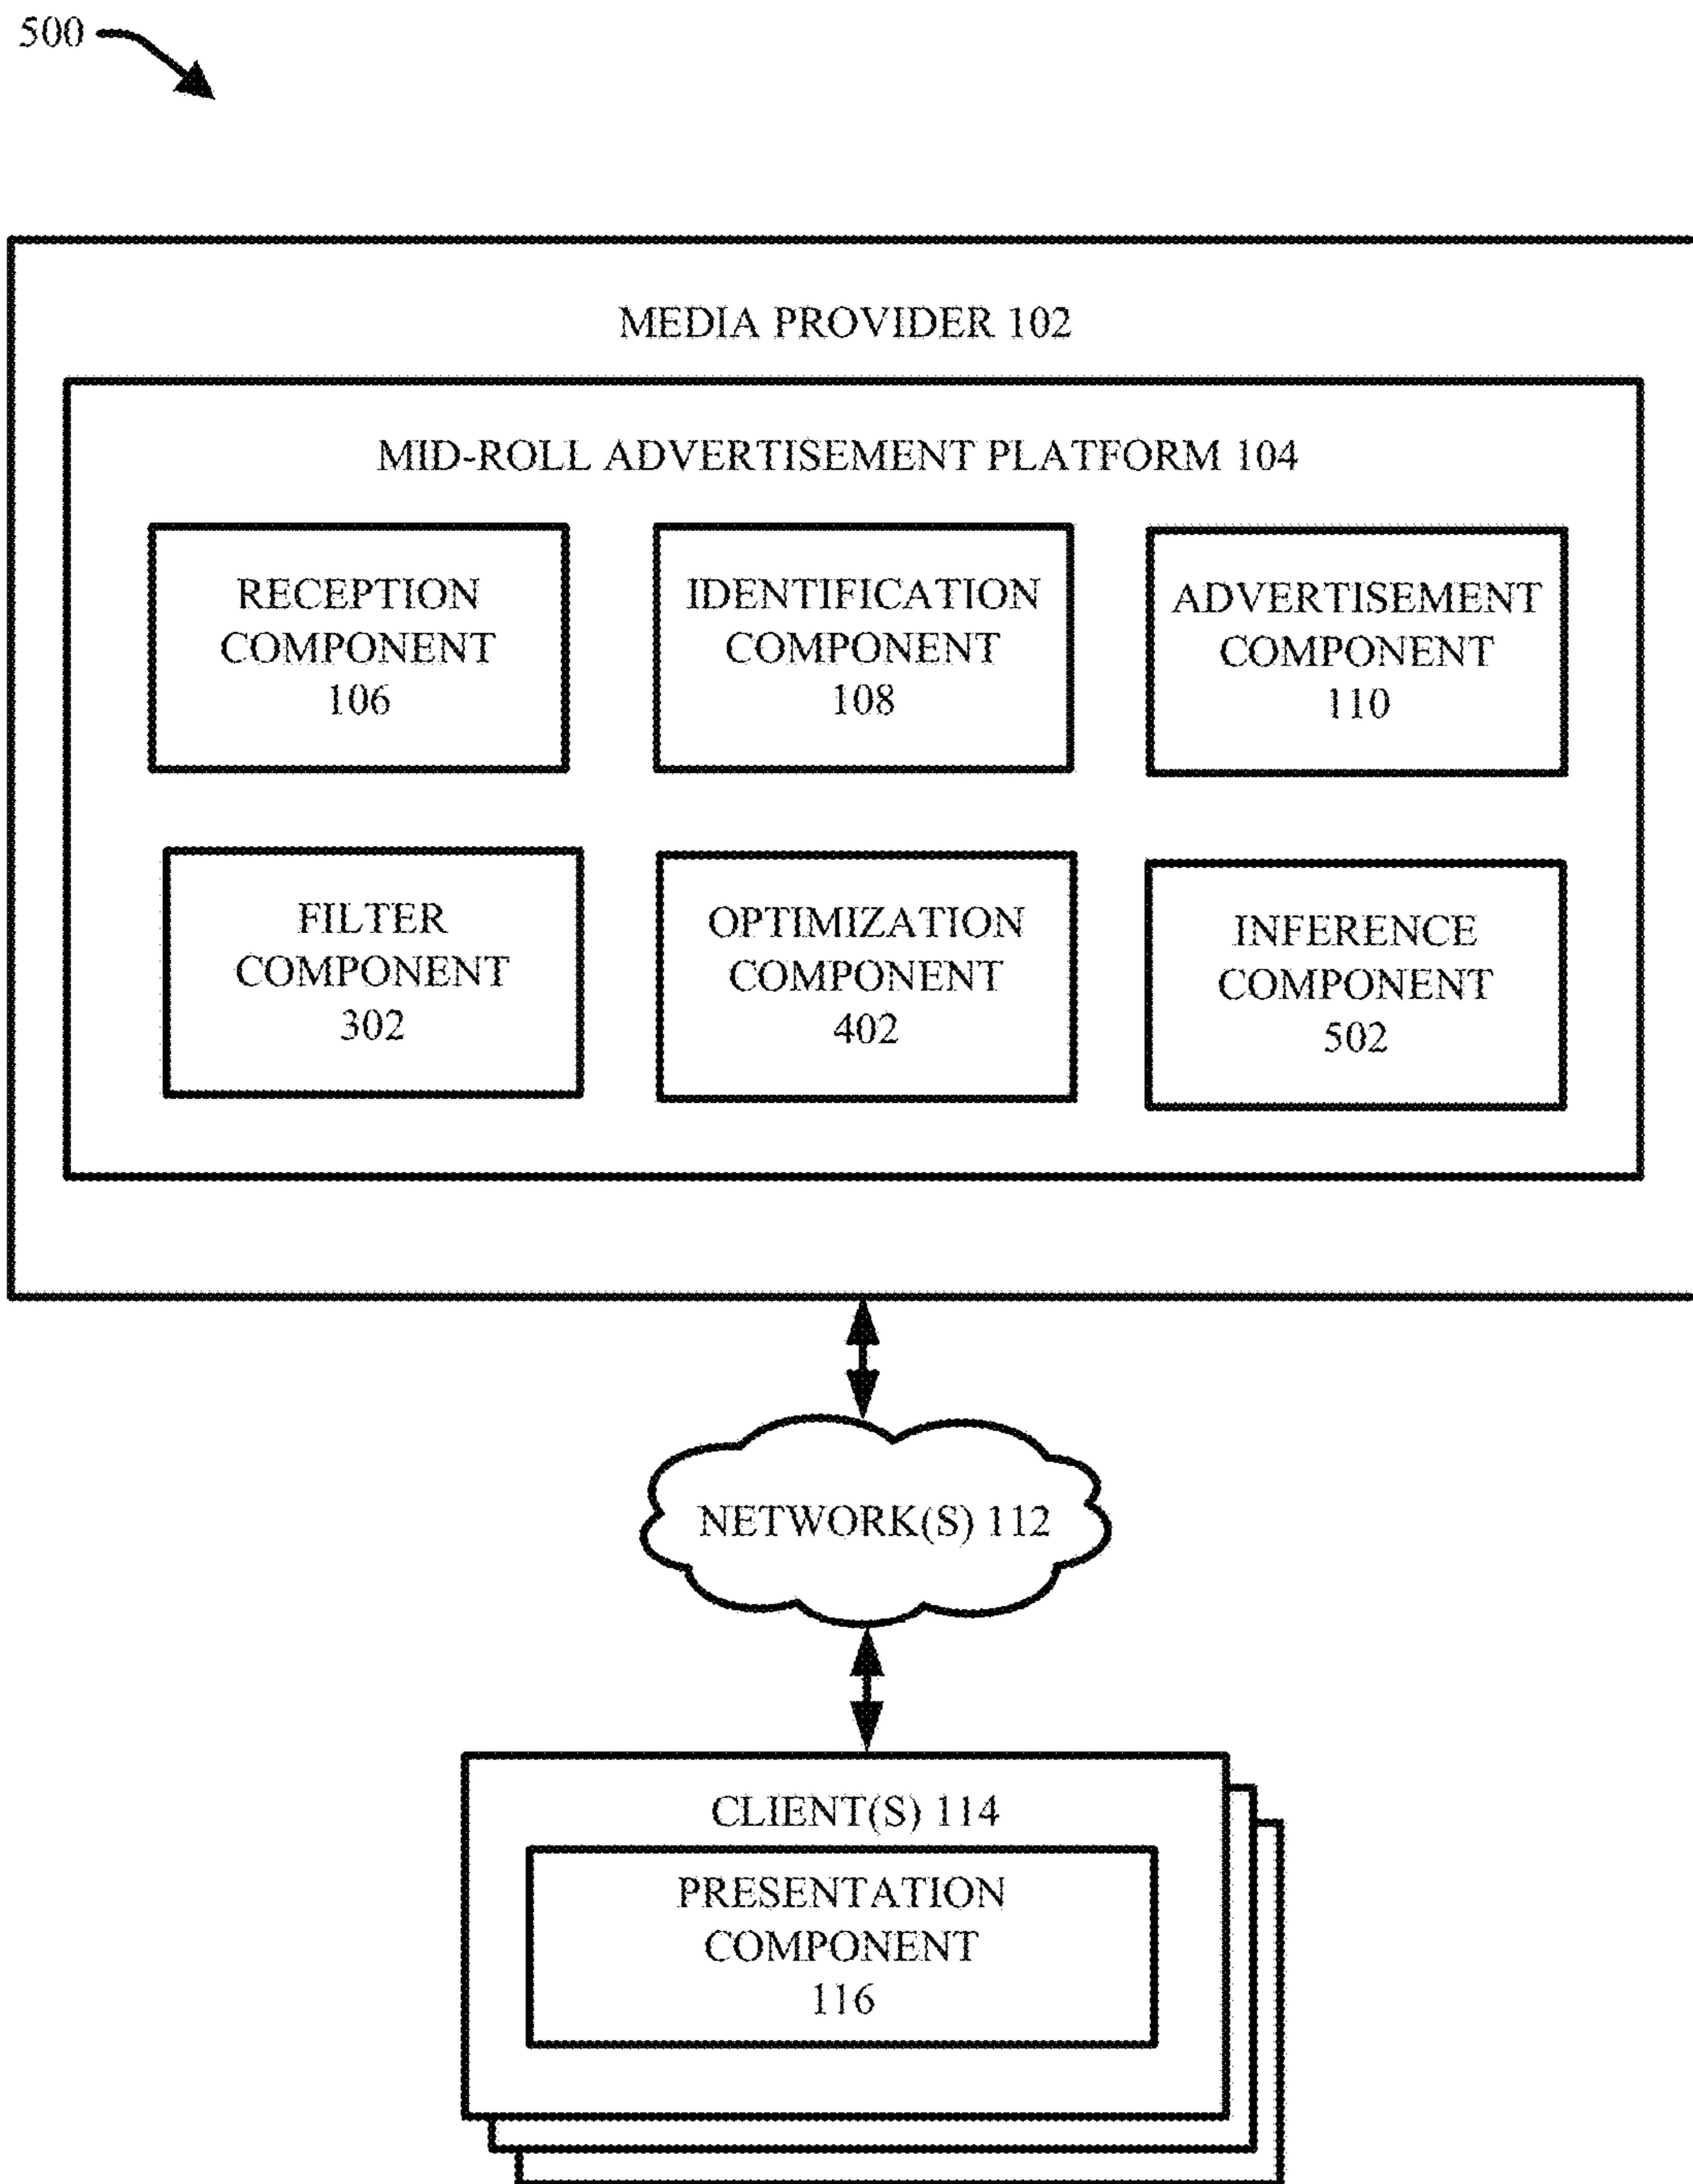 500
MEDIA PROVIDER 102
MID-ROLL ADVERTISEMENT PLATFORM 104
RECEPTION
COMPONENT
106
IDENTIFICATION
COMPONENT
108
ADVERTISEMENT
COMPONENT
110
FILTER
COMPONENT
302
OPTIMIZATION
COMPONENT
402
INFERENCE
COMPONENT
502
NETWORK(S) 112
CLIENT(S) 114
PRESENTATION
COMPONENT
116